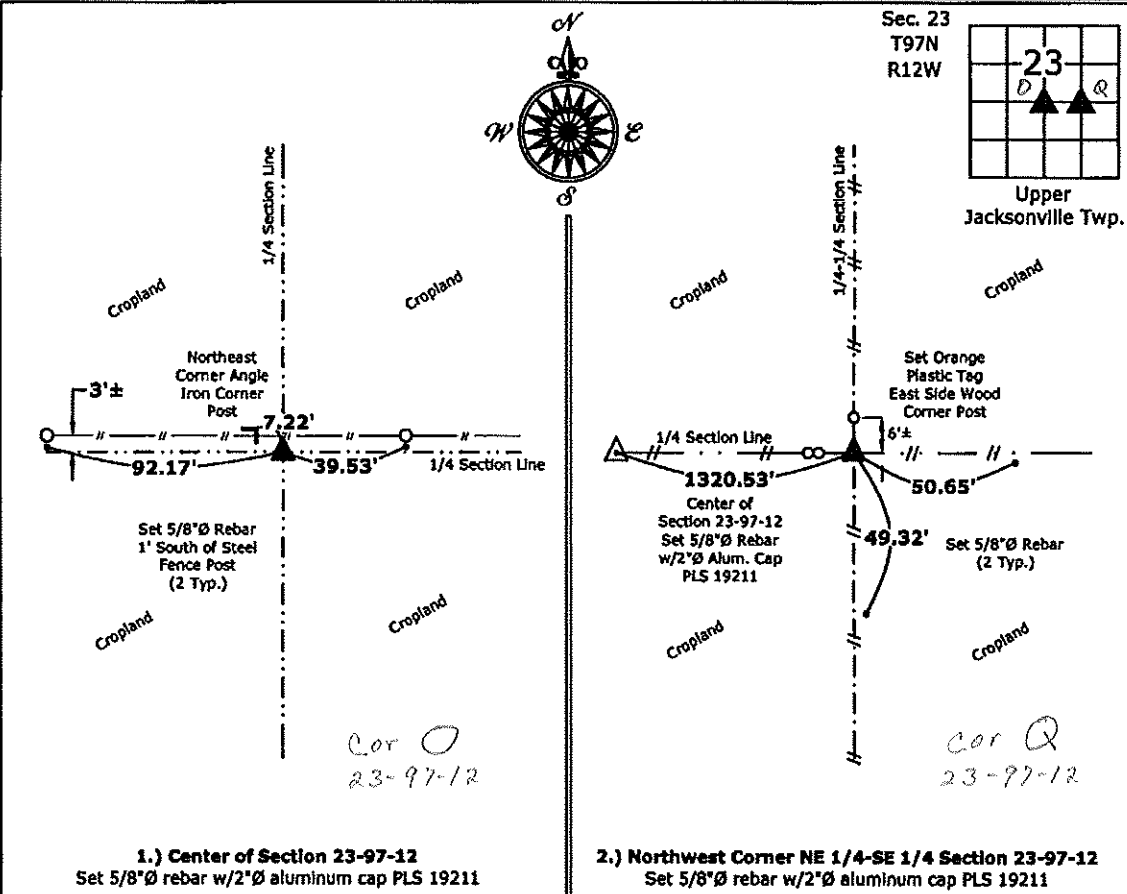 Sec. 23
T97N
R12W
23
O
Q
Upper
Jacksonville Twp.
N
W
E
S
1/4 Section Line
Cropland
Cropland
Northeast
Corner Angle
Iron Corner
Post
3'±
7.22'
92.17'
39.53'
1/4 Section Line
Set 5/8"Ø Rebar
1' South of Steel
Fence Post
(2 Typ.)
Cropland
Cropland
Cor O
23-97-12
1.) Center of Section 23-97-12
Set 5/8"Ø rebar w/2"Ø aluminum cap PLS 19211
1/4-1/4 Section Line
Cropland
Cropland
Set Orange
Plastic Tag
East Side Wood
Corner Post
6'±
1/4 Section Line
1320.53'
50.65'
Center of
Section 23-97-12
Set 5/8"Ø Rebar
w/2"Ø Alum. Cap
PLS 19211
49.32'
Set 5/8"Ø Rebar
(2 Typ.)
Cropland
Cropland
Cor Q
23-97-12
2.) Northwest Corner NE 1/4-SE 1/4 Section 23-97-12
Set 5/8"Ø rebar w/2"Ø aluminum cap PLS 19211